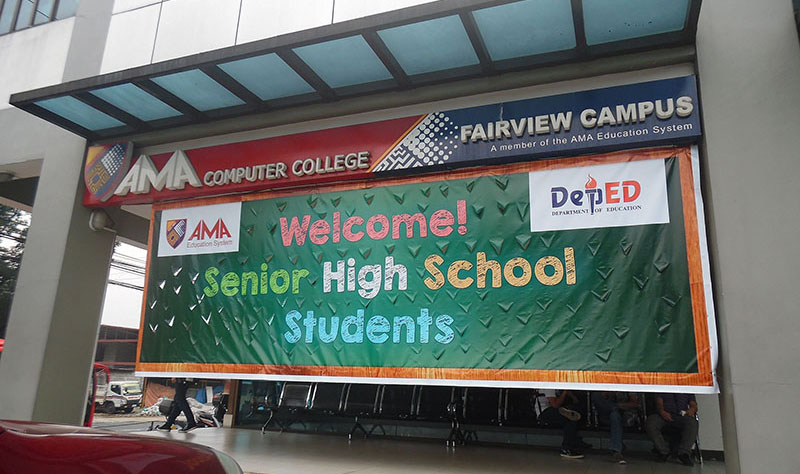 AMA COMPUTER COLLEGE
FAIRVIEW CAMPUS
A member of the AMA Education System
AMA
Education System
DepED
DEPARTMENT OF EDUCATION
Welcome!
Senior High School
Students